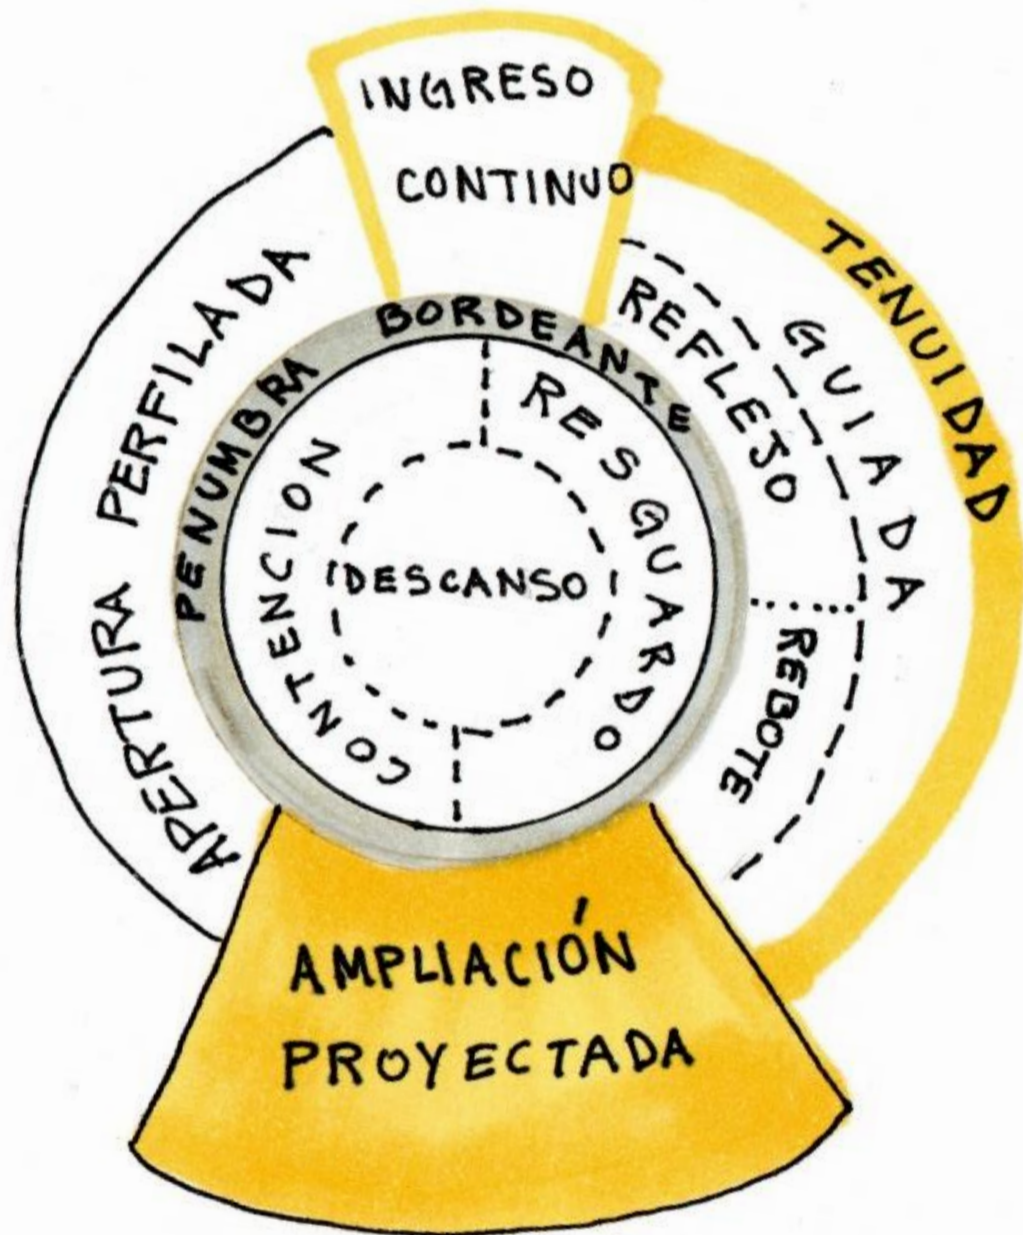 INGRESO
CONTINUO
TENUIDAD
GUIADA
REFLEJO
REBOTE
PENUMBRA BORDEANTE
APERTURA PERFILADA
CONTENCION
RESGUARDO
DESCANSO
AMPLIACIÓN
PROYECTADA